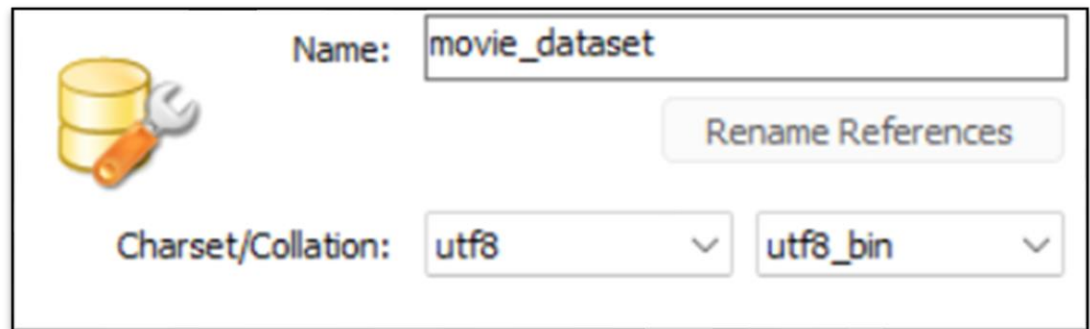 Name: movie_dataset
Rename References
Charset/Collation: utf8 utf8_bin